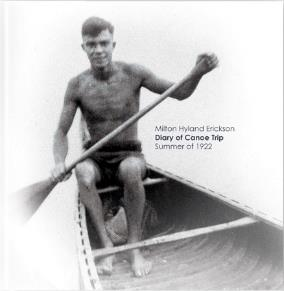 Milton Hyland Erickson
Diary of Canoe Trip
Summer of 1922